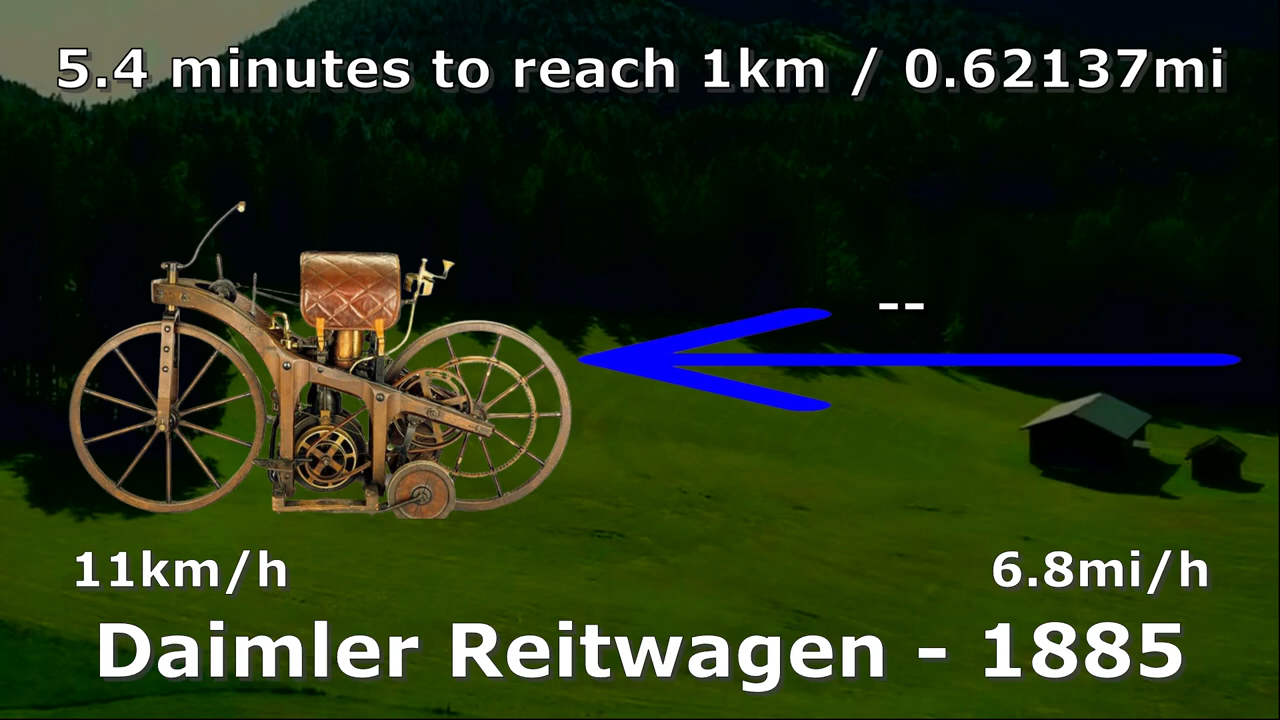 5.4 minutes to reach 1km / 0.62137mi
--
11km/h
6.8mi/h
Daimler Reitwagen - 1885